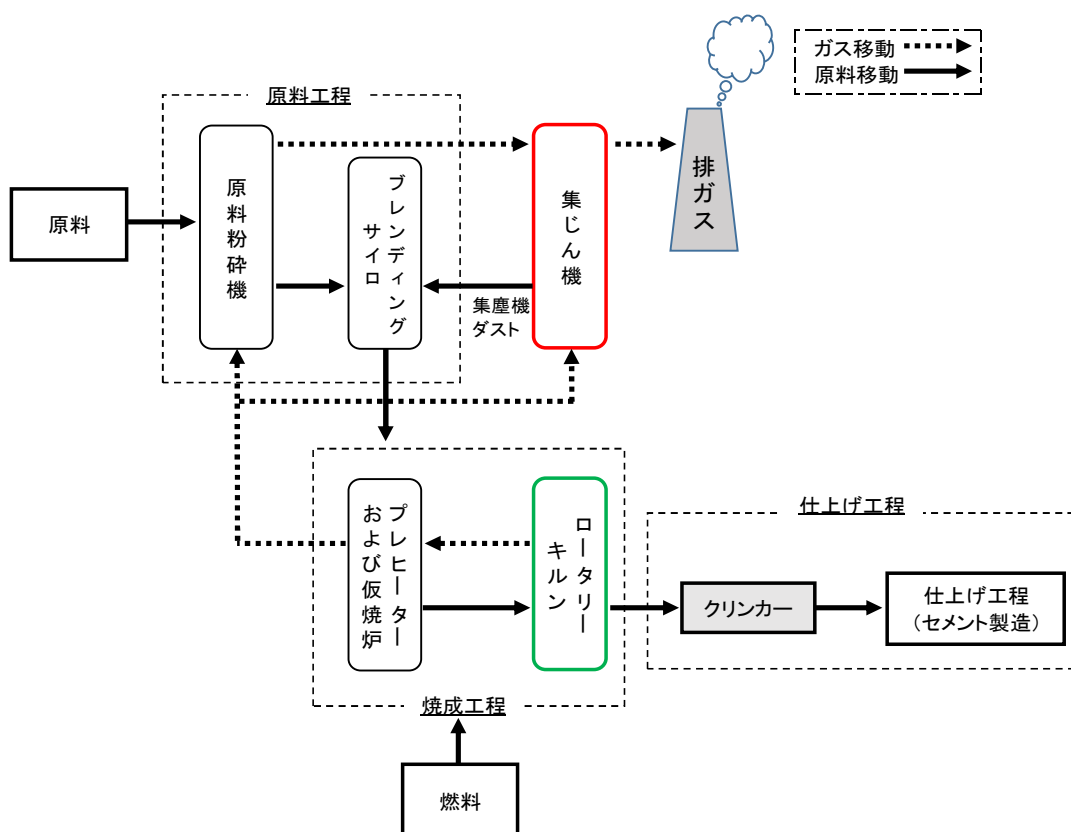 ガス移動
原料移動
原料工程
原料
原料粉砕機
ブレンディング
サイロ
集じん機
排ガス
集塵機
ダスト
プレヒーター
および仮焼炉
ロータリー
キルン
焼成工程
燃料
仕上げ工程
クリンカー
仕上げ工程
（セメント製造）